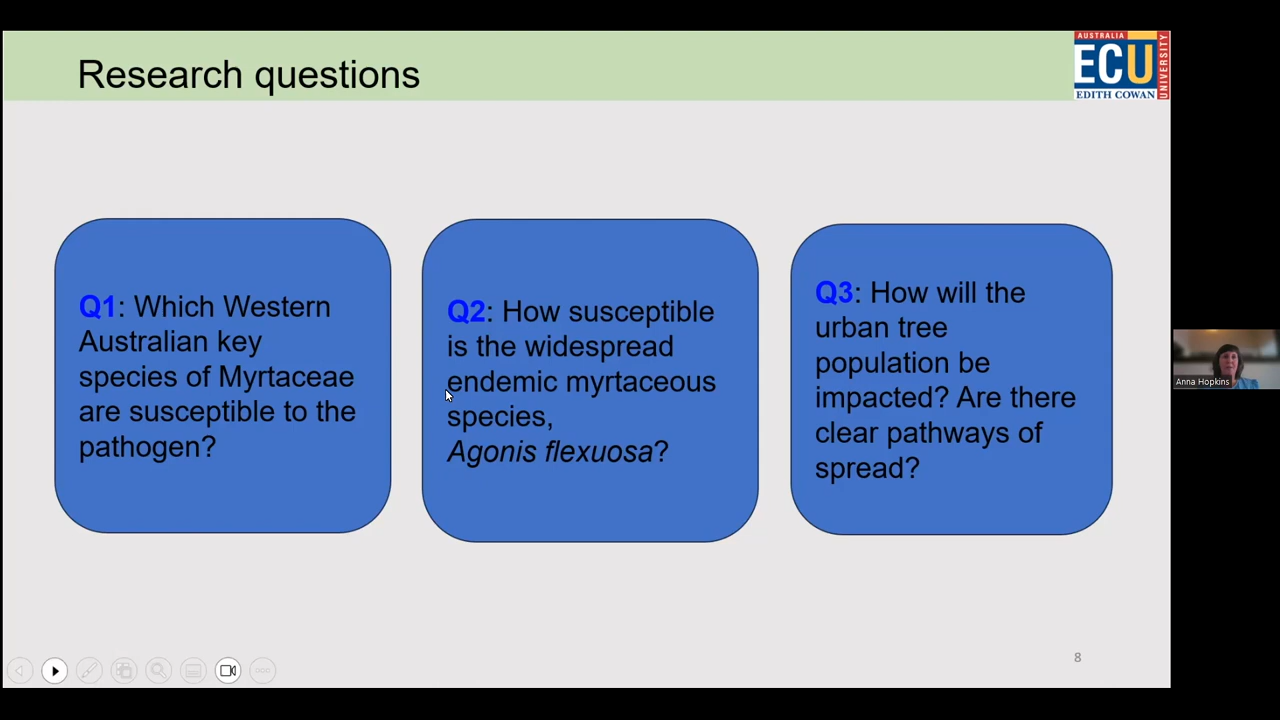 Research questions
AUSTRALIA
ECU
EDITH COWAN
UNIVERSITY
Q1: Which Western
Australian key
species of Myrtaceae
are susceptible to the
pathogen?
Q2: How susceptible
is the widespread
endemic myrtaceous
species,
Agonis flexuosa?
Q3: How will the
urban tree
population be
impacted? Are there
clear pathways of
spread?
Anna Hopkins
8